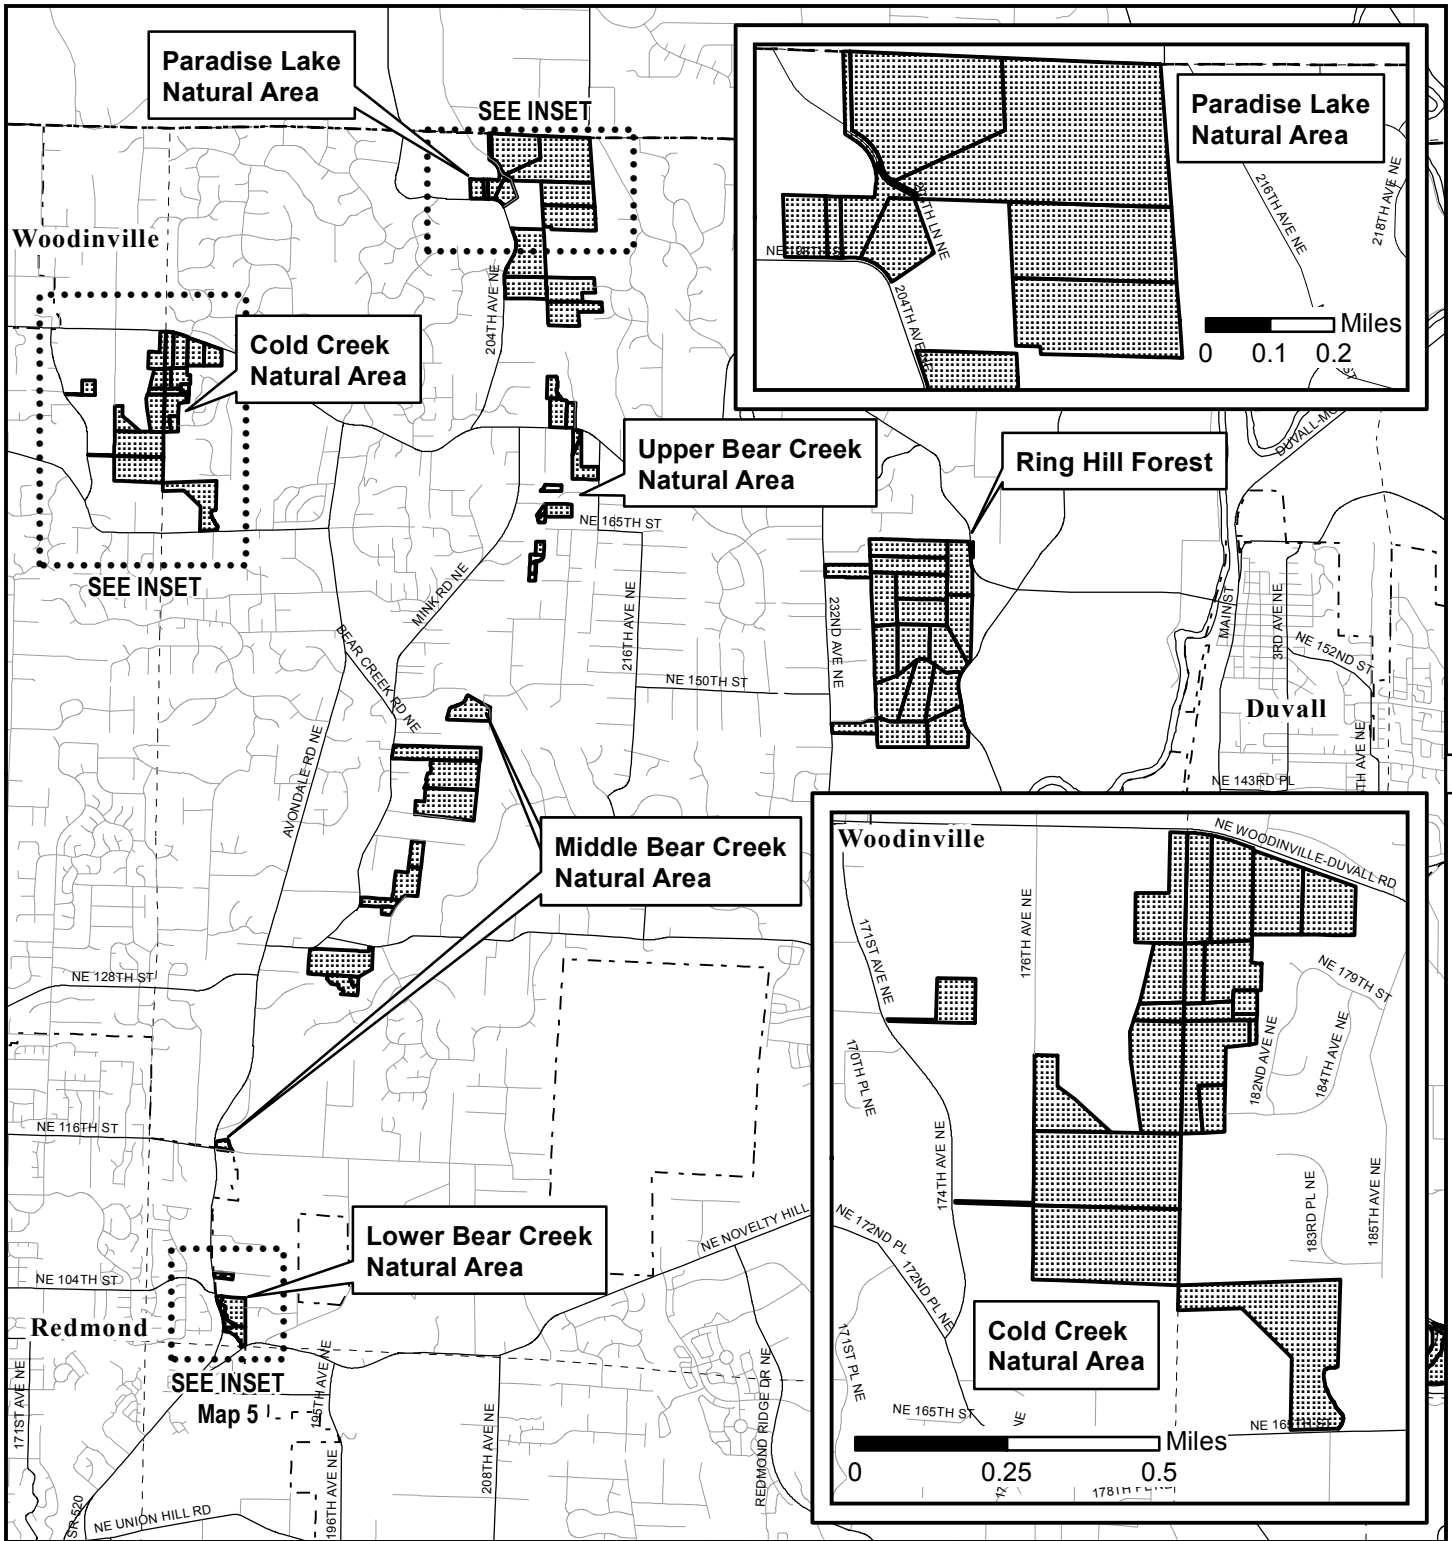 Paradise Lake
Natural Area
SEE INSET
Woodinville
204TH AVE NE
Cold Creek
Natural Area
SEE INSET
Upper Bear Creek
Natural Area
Ring Hill Forest
NE 165TH ST
MINK RD NE
BEAR CREEK RD NE
216TH AVE NE
232ND AVE NE
NE 150TH ST
AVONDALE RD NE
MAIN ST
3RD AVE NE
NE 152ND ST
Duvall
NE 143RD PL
Middle Bear Creek
Natural Area
NE 128TH ST
NE 116TH ST
Lower Bear Creek
Natural Area
NE 104TH ST
Redmond
SEE INSET
Map 5
NE NOVELTY HILL
171ST AVE NE
195TH AVE NE
196TH AVE NE
208TH AVE NE
REDMOND RIDGE DR NE
SR 520
NE UNION HILL RD
Paradise Lake
Natural Area
216TH AVE NE
218TH AVE NE
NE 198TH ST
204TH AVE NE
Miles
0 0.1 0.2
Woodinville
NE WOODINVILLE-DUVALL RD
171ST AVE NE
176TH AVE NE
NE 179TH ST
170TH PL NE
182ND AVE NE
184TH AVE NE
174TH AVE NE
183RD PL NE
185TH AVE NE
NE 172ND PL
172ND PL NE
171ST PL NE
Cold Creek
Natural Area
NE 165TH ST
NE 165TH ST
Miles
0 0.25 0.5